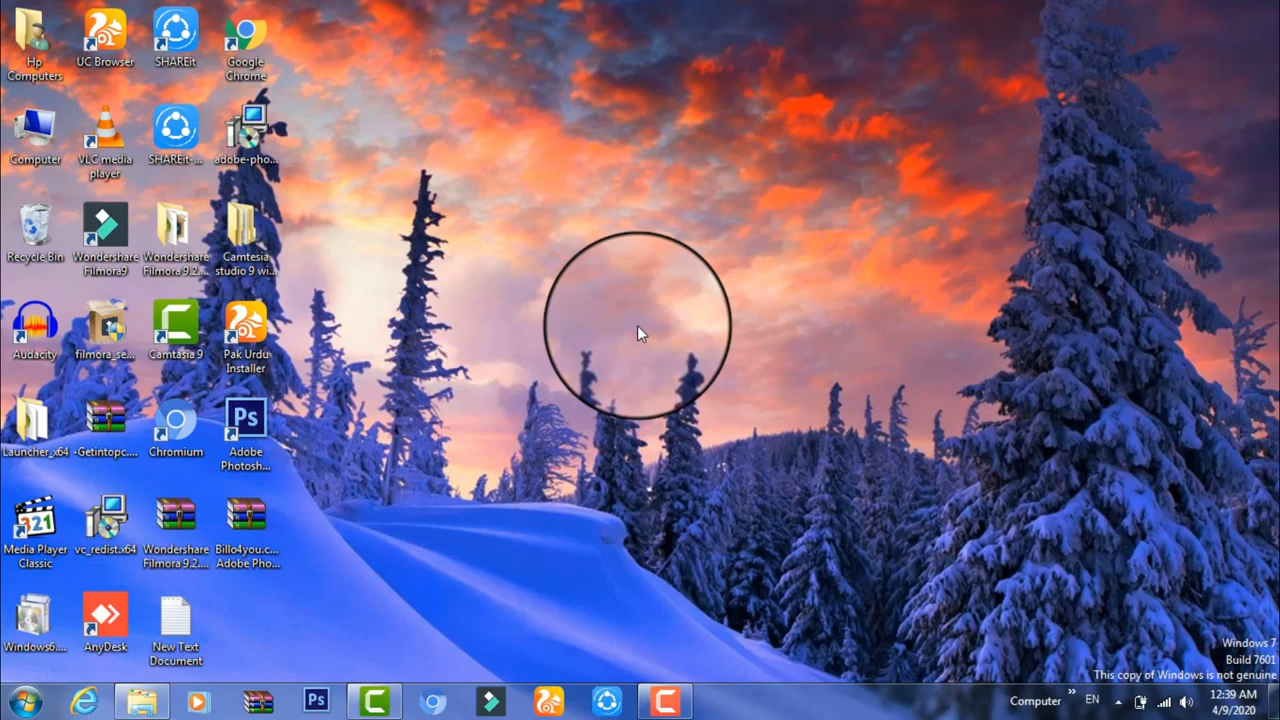 Hp
Computers
UC Browser
SHAREit
Google
Chrome
Computer
VLC media
player
SHAREit-...
adobe-pho...
Recycle Bin
Wondershare
Filmora9
Wondershare
Filmora 9.2....
Camtesia
studio 9 wi...
Audacity
filmora_se...
Camtasia 9
Pak Urdu
Installer
Launcher_x64
-Getintopc....
Chromium
Ps
Adobe
Photosh...
321
Media Player
Classic
vc_redist.x64
Wondershare
Filmora 9.2....
Billo4you.c...
Adobe Pho...
Windows6....
AnyDesk
New Text
Document
Windows 7
Build 7601
This copy of Windows is not genuine
Ps
Computer
»
EN
12:39 AM
4/9/2020